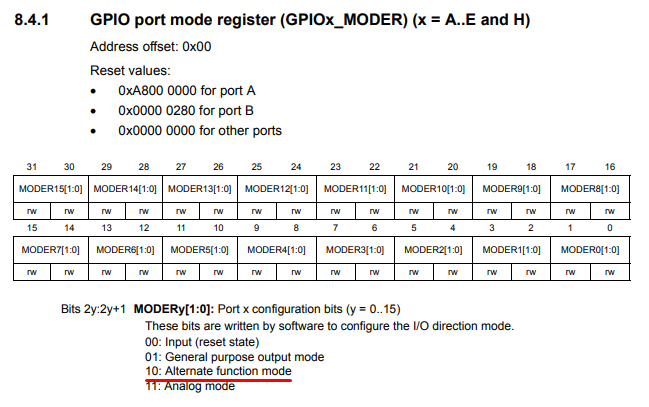 8.4.1 GPIO port mode register (GPIOx_MODER) (x = A..E and H)
Address offset: 0x00
Reset values:
• 0xA800 0000 for port A
• 0x0000 0280 for port B
• 0x0000 0000 for other ports
31 30 29 28 27 26 25 24 23 22 21 20 19 18 17 16
MODER15[1:0] MODER14[1:0] MODER13[1:0] MODER12[1:0] MODER11[1:0] MODER10[1:0] MODER9[1:0] MODER8[1:0]
rw rw rw rw rw rw rw rw rw rw rw rw rw rw rw rw
15 14 13 12 11 10 9 8 7 6 5 4 3 2 1 0
MODER7[1:0] MODER6[1:0] MODER5[1:0] MODER4[1:0] MODER3[1:0] MODER2[1:0] MODER1[1:0] MODER0[1:0]
rw rw rw rw rw rw rw rw rw rw rw rw rw rw rw rw
Bits 2y:2y+1 MODERy[1:0]: Port x configuration bits (y = 0..15)
These bits are written by software to configure the I/O direction mode.
00: Input (reset state)
01: General purpose output mode
10: Alternate function mode
11: Analog mode